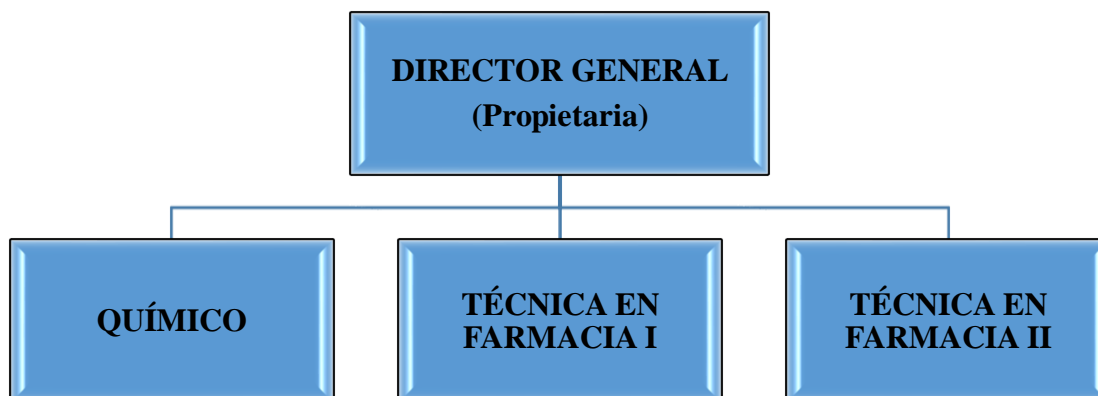 DIRECTOR GENERAL
(Propietaria)
QUÍMICO
TÉCNICA EN
FARMACIA I
TÉCNICA EN
FARMACIA II